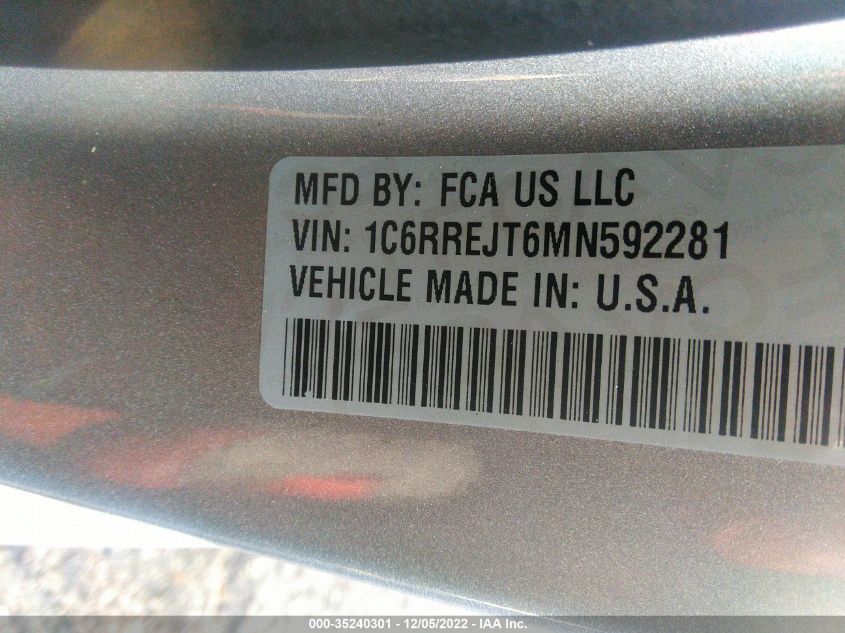 MFD BY: FCA US LLC
VIN: 1C6RREJT6MN592281
VEHICLE MADE IN: U.S.A.
000-35240301 - 12/05/2022 - IAA Inc.